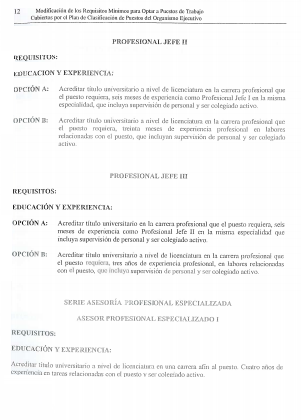 12 Modificación de los Requisitos Mínimos para Optar a Puestos de Trabajo
Cubiertas por el Plan de Clasificación de Puestos del Organismo Ejecutivo
PROFESIONAL JEFE II
REQUISITOS:
EDUCACIÓN Y EXPERIENCIA:
OPCIÓN A: Acreditar título universitario a nivel de licenciatura en la carrera profesional que
el puesto requiera, seis meses de experiencia como Profesional Jefe I en la misma
especialidad, que incluya supervisión de personal y ser colegiado activo.
OPCIÓN B: Acreditar título universitario a nivel de licenciatura en la carrera profesional que
el puesto requiera, treinta meses de experiencia profesional en labores
relacionadas con el puesto, que incluyan supervisión de personal y ser colegiado
activo.
PROFESIONAL JEFE III
REQUISITOS:
EDUCACIÓN Y EXPERIENCIA:
OPCIÓN A: Acreditar título universitario en la carrera profesional que el puesto requiera, seis
meses de experiencia como Profesional Jefe II en la misma especialidad que
incluya supervisión de personal y ser colegiado activo.
OPCIÓN B: Acreditar título universitario a nivel de licenciatura en la carrera profesional que
el puesto requiera, tres años de experiencia profesional, en labores relacionadas
con el puesto, que incluyo supervisión de personal y ser colegiado activo.
SERIE ASESORÍA PROFESIONAL ESPECIALIZADA
ASESOR PROFESIONAL ESPECIALIZADO I
REQUISITOS:
EDUCACIÓN Y EXPERIENCIA:
Acreditar título universitario a nivel de licenciatura en una carrera afín al puesto. Cuatro años de
experiencia en tareas relacionadas con el puesto y ser colegiado activo.